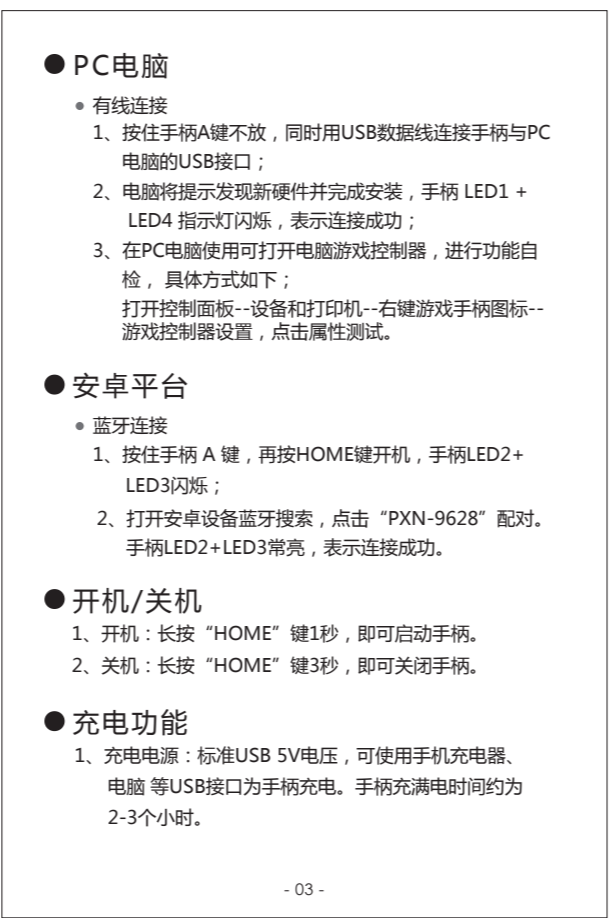 ● PC电脑
● 有线连接
1、按住手柄A键不放，同时用USB数据线连接手柄与PC
电脑的USB接口；
2、电脑将提示发现新硬件并完成安装，手柄 LED1 +
LED4 指示灯闪烁，表示连接成功；
3、在PC电脑使用可打开电脑游戏控制器，进行功能自
检， 具体方式如下；
打开控制面板--设备和打印机--右键游戏手柄图标--
游戏控制器设置，点击属性测试。
● 安卓平台
● 蓝牙连接
1、按住手柄 A 键，再按HOME键开机，手柄LED2+
LED3闪烁；
2、打开安卓设备蓝牙搜索，点击“PXN-9628”配对。
手柄LED2+LED3常亮，表示连接成功。
● 开机/关机
1、开机：长按“HOME”键1秒，即可启动手柄。
2、关机：长按“HOME”键3秒，即可关闭手柄。
● 充电功能
1、充电电源：标准USB 5V电压，可使用手机充电器、
电脑 等USB接口为手柄充电。手柄充满电时间约为
2-3个小时。
- 03 -